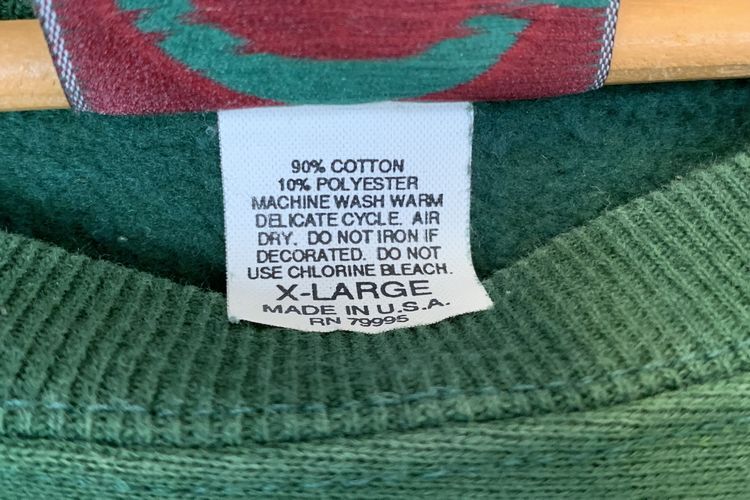 90% COTTON
10% POLYESTER
MACHINE WASH WARM
DELICATE CYCLE. AIR
DRY. DO NOT IRON IF
DECORATED. DO NOT
USE CHLORINE BLEACH.
X-LARGE
MADE IN U.S.A.
RN 79995